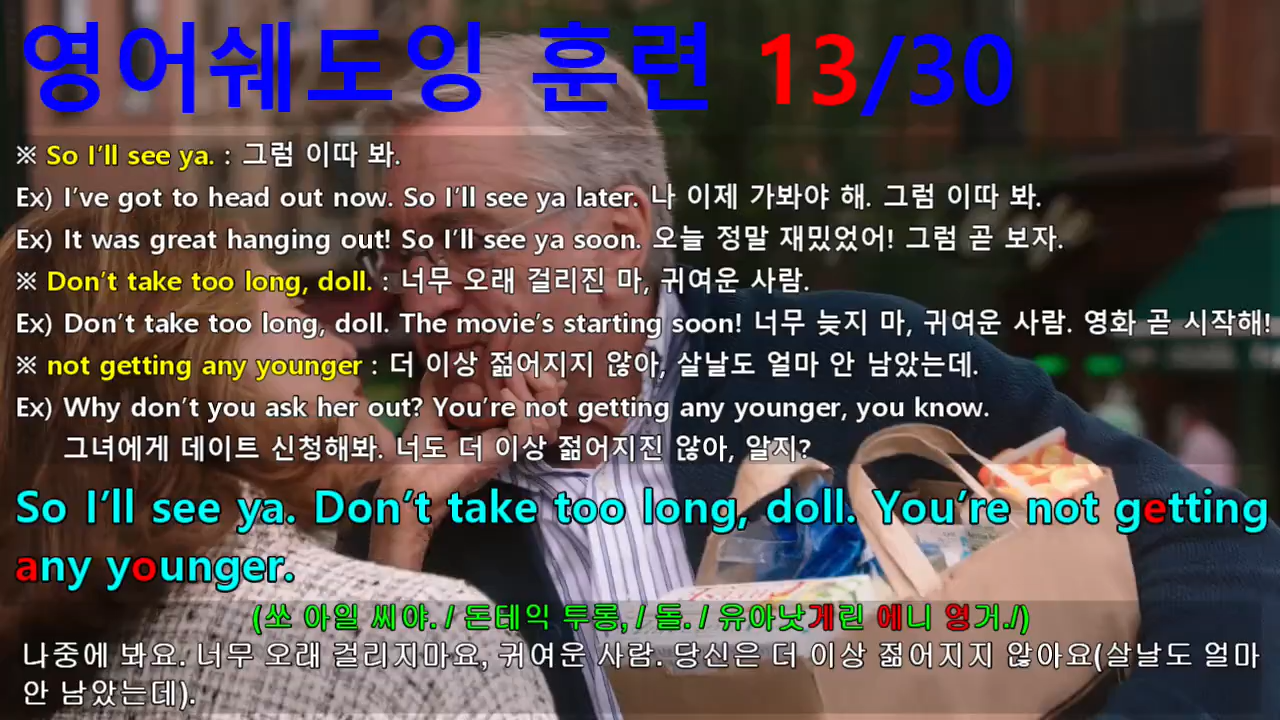 영어쉐도잉 훈련 13/30
※ So I'll see ya. : 그럼 이따 봐.
Ex) I've got to head out now. So I'll see ya later. 나 이제 가봐야 해. 그럼 이따 봐.
Ex) It was great hanging out! So I'll see ya soon. 오늘 정말 재밌었어! 그럼 곧 보자.
※ Don't take too long, doll. : 너무 오래 걸리진 마, 귀여운 사람.
Ex) Don't take too long, doll. The movie's starting soon! 너무 늦지 마, 귀여운 사람. 영화 곧 시작해!
※ not getting any younger : 더 이상 젊어지지 않아, 살날도 얼마 안 남았는데.
Ex) Why don't you ask her out? You're not getting any younger, you know.
그녀에게 데이트 신청해봐. 너도 더 이상 젊어지진 않아, 알지?
So I'll see ya. Don't take too long, doll. You're not getting
any younger.
(쏘 아일 씨야. / 돈테익 투롱, / 돌. / 유아낫게린 에니 영거./)
나중에 봐요. 너무 오래 걸리지마요, 귀여운 사람. 당신은 더 이상 젊어지지 않아요(살날도 얼마
안 남았는데).